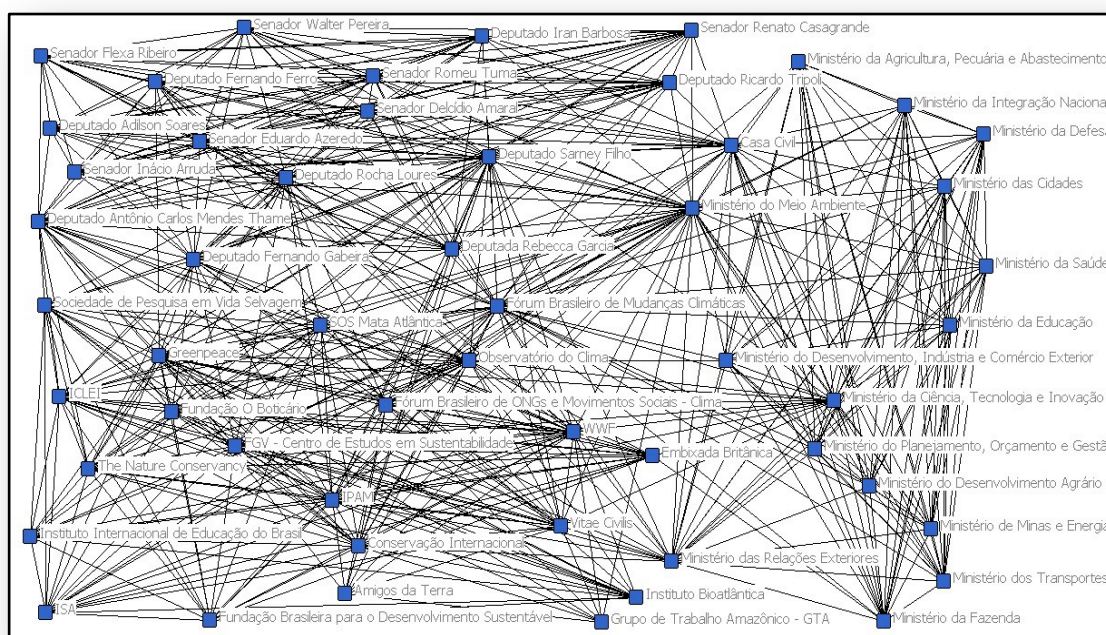 Senador Walter Pereira
Senador Renato Casagrande
Deputado Iran Barbosa
Senador Flexa Ribeiro
Ministério da Agricultura, Pecuária e Abastecimento
Deputado Fernando Ferro
Senador Romeu Tuma
Deputado Ricardo Tripoli
Ministério da Integração Naciona
Senador Delcídio Amaral
Deputado Adilson Soares
Senador Eduardo Azeredo
Casa Civil
Ministério da Defesa
Deputado Sarney Filho
Senador Inácio Arruda
Deputado Rocha Loures
Ministério das Cidades
Ministério do Meio Ambiente
Deputado Antônio Carlos Mendes Thame
Deputada Rebecca Garcia
Deputado Fernando Gabeira
Ministério da Saúde
Sociedade de Pesquisa em Vida Selvagem
Fórum Brasileiro de Mudanças Climáticas
SOS Mata Atlântica
Ministério da Educação
Greenpeace
Observatório do Clima
Ministério do Desenvolvimento, Indústria e Comércio Exterior
ICLEI
Fundação O Boticário
Fórum Brasileiro de ONGs e Movimentos Sociais - Clima
Ministério da Ciência, Tecnologia e Inovação
WWF
FGV - Centro de Estudos em Sustentabilidade
Embixada Britânica
Ministério do Planejamento, Orçamento e Gestã
The Nature Conservancy
Ministério do Desenvolvimento Agrário
IPAM
Vitae Civilis
Ministério de Minas e Energia
Instituto Internacional de Educação do Brasil
Conservação Internacional
Ministério das Relações Exteriores
Ministério dos Transportes
Amigos da Terra
Instituto Bioatlântica
ISA
Fundação Brasileira para o Desenvolvimento Sustentável
Grupo de Trabalho Amazônico - GTA
Ministério da Fazenda